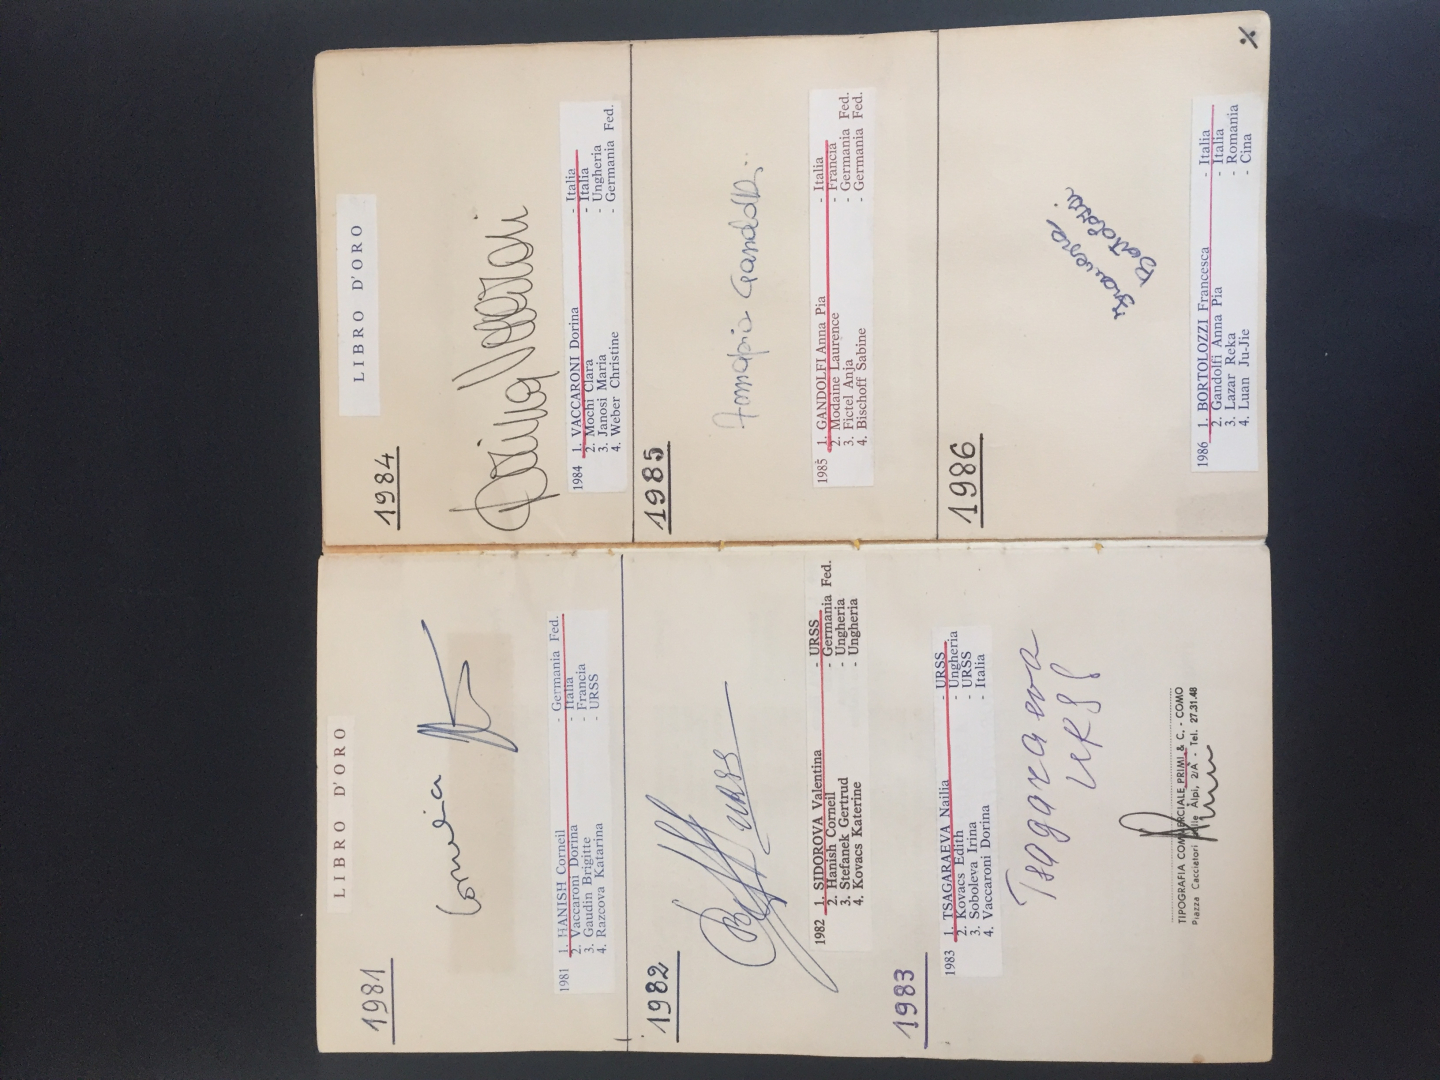 LIBRO D'ORO
1981
Cornelia
1981 1. HANISH Corneil - Germania Fed.
2. Vaccaroni Dorina - Italia
3. Gaudin Brigitte - Francia
4. Razcova Katarina - URSS
1982
URSS
1982 1. SIDOROVA Valentina - URSS
2. Hanish Corneil - Germania Fed.
3. Stefanek Gertrud - Ungheria
4. Kovacs Katerine - Ungheria
1983
1983 1. TSAGARAEVA Nailia - URSS
2. Kovacs Edith - Ungheria
3. Soboleva Irina - URSS
4. Vaccaroni Dorina - Italia
Tsagaraeva
URSS
TIPOGRAFIA COMMERCIALE PRIMI & C. - COMO
Piazza Cacciatori delle Alpi, 2/A - Tel. 27.31.48
LIBRO D'ORO
1984
Dorina Vaccaroni
1984 1. VACCARONI Dorina - Italia
2. Mochi Clara - Italia
3. Janosi Maria - Ungheria
4. Weber Christine - Germania Fed.
1985
Annapia Gandolfi
1985 1. GANDOLFI Anna Pia - Italia
2. Modaine Laurence - Francia
3. Fictel Anja - Germania Fed.
4. Bischoff Sabine - Germania Fed.
1986
Francesca
Bortolozzi
1986 1. BORTOLOZZI Francesca - Italia
2. Gandolfi Anna Pia - Italia
3. Lazar Reka - Romania
4. Luan Ju-Jie - Cina
%